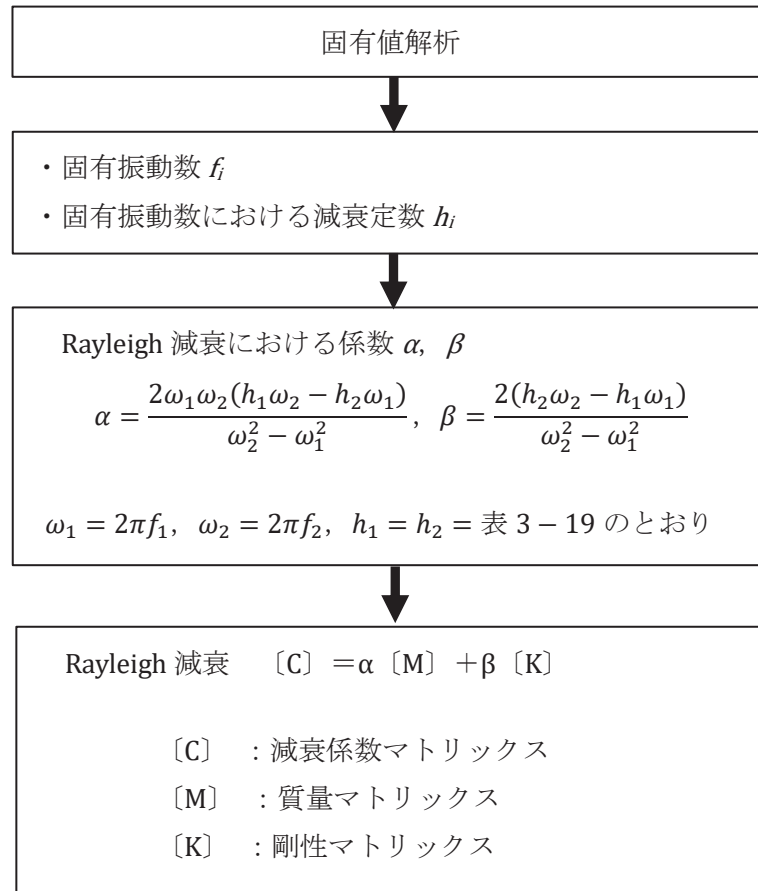 固有値解析
・固有振動数 fᵢ
・固有振動数における減衰定数 hᵢ
Rayleigh 減衰における係数 α, β
α = 2ω₁ω₂(h₁ω₂ − h₂ω₁) / (ω₂² − ω₁²), β = 2(h₂ω₂ − h₁ω₁) / (ω₂² − ω₁²)
ω₁ = 2πf₁, ω₂ = 2πf₂, h₁ = h₂ = 表 3 − 19 のとおり
Rayleigh 減衰 〔C〕=α〔M〕+β〔K〕
〔C〕 :減衰係数マトリックス
〔M〕 :質量マトリックス
〔K〕 :剛性マトリックス